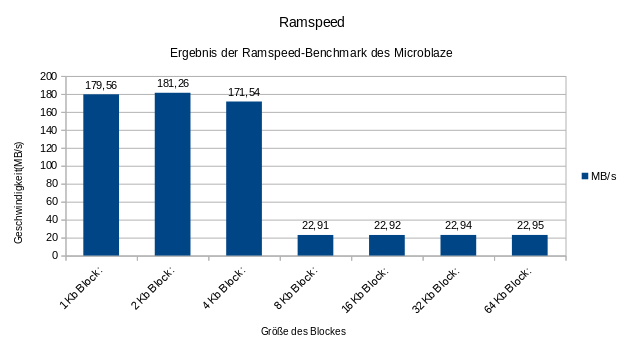 Ramspeed
Ergebnis der Ramspeed-Benchmark des Microblaze
Geschwindigkeit(MB/s)
200
180
160
140
120
100
80
60
40
20
0
179,56
181,26
171,54
22,91
22,92
22,94
22,95
1 Kb Block:
2 Kb Block:
4 Kb Block:
8 Kb Block:
16 Kb Block:
32 Kb Block:
64 Kb Block:
Größe des Blockes
MB/s